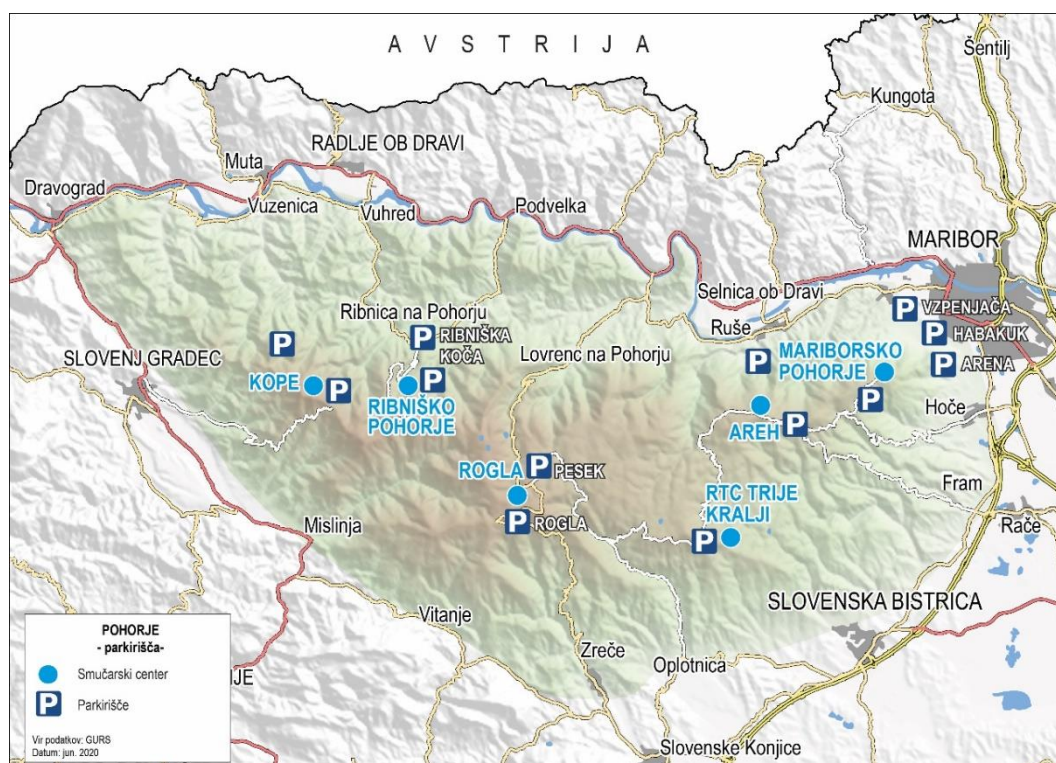 AVSTRIJA
Šentilj
Kungota
RADLJE OB DRAVI
Muta
Dravograd
Vuzenica
Vuhred
Podvelka
MARIBOR
Selnica ob Dravi
Ruše
P VZPENJAČA
P HABAKUK
P ARENA
Ribnica na Pohorju
P RIBNIŠKA
KOČA
P
SLOVENJ GRADEC
KOPE
P
P
RIBNIŠKO
POHORJE
Lovrenc na Pohorju
P
MARIBORSKO
POHORJE
P
Hoče
AREH
P
ROGLA
P PESEK
P ROGLA
RTC TRIJE
KRALJI
P
Fram
Rače
Mislinja
SLOVENSKA BISTRICA
Vitanje
Zreče
Oplotnica
Slovenske Konjice
POHORJE
- parkirišča-
Smučarski center
P Parkirišče
Vir podatkov: GURS
Datum: jun. 2020